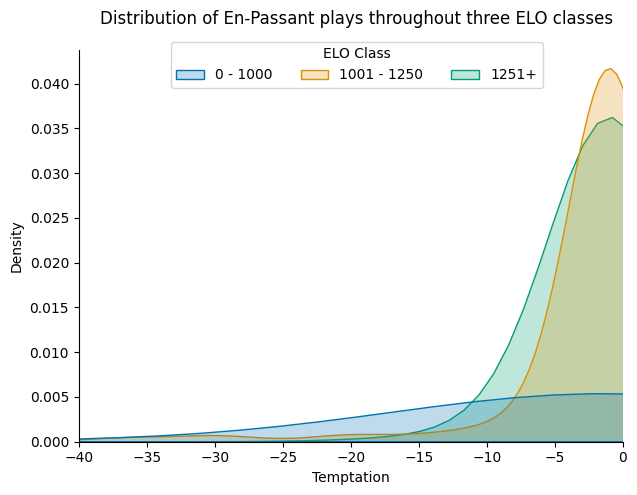 Distribution of En-Passant plays throughout three ELO classes
ELO Class
0 - 1000 1001 - 1250 1251+
0.040
0.035
0.030
0.025
0.020
0.015
0.010
0.005
0.000
Density
−40 −35 −30 −25 −20 −15 −10 −5 0
Temptation